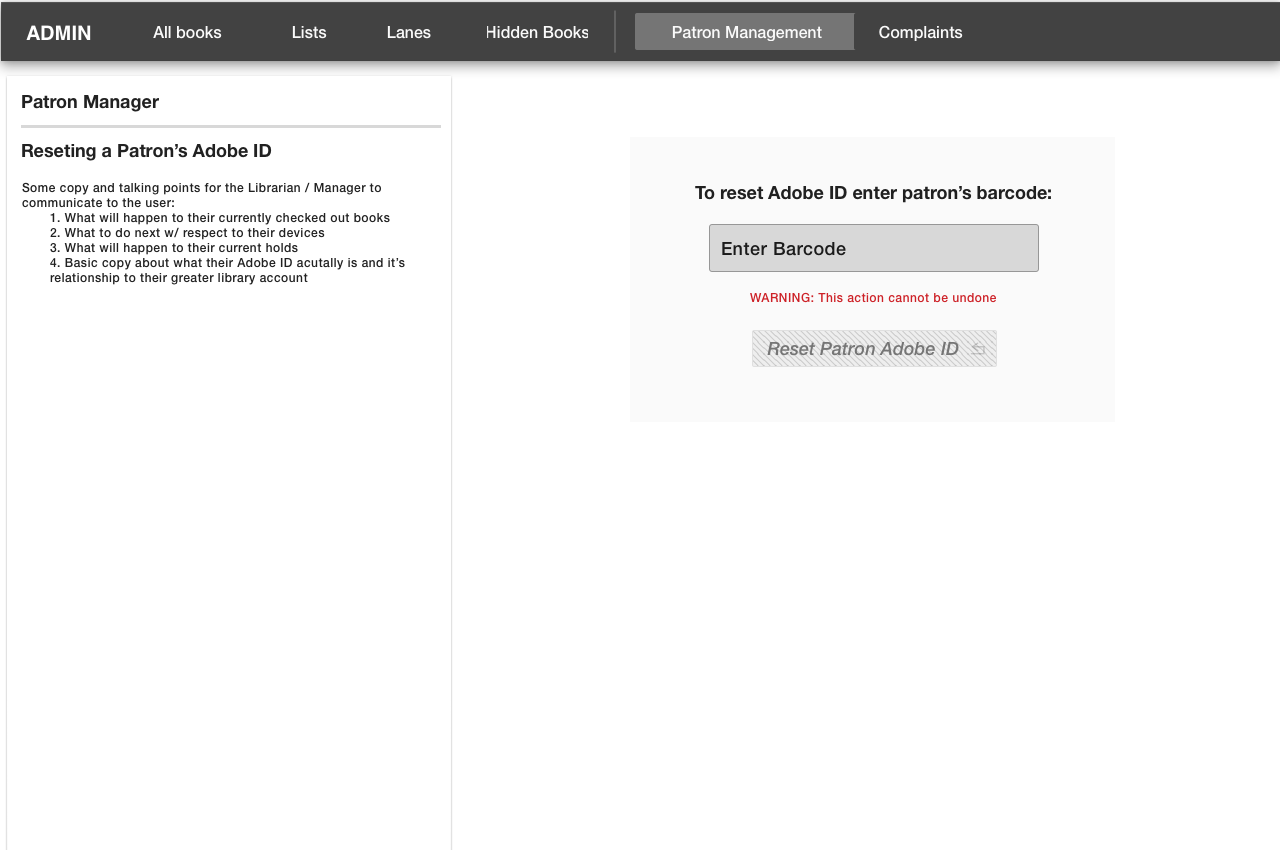 ADMIN All books Lists Lanes Hidden Books Patron Management Complaints
Patron Manager
Reseting a Patron’s Adobe ID
Some copy and talking points for the Librarian / Manager to
communicate to the user:
1. What will happen to their currently checked out books
2. What to do next w/ respect to their devices
3. What will happen to their current holds
4. Basic copy about what their Adobe ID acutally is and it’s
relationship to their greater library account
To reset Adobe ID enter patron’s barcode:
Enter Barcode
WARNING: This action cannot be undone
Reset Patron Adobe ID